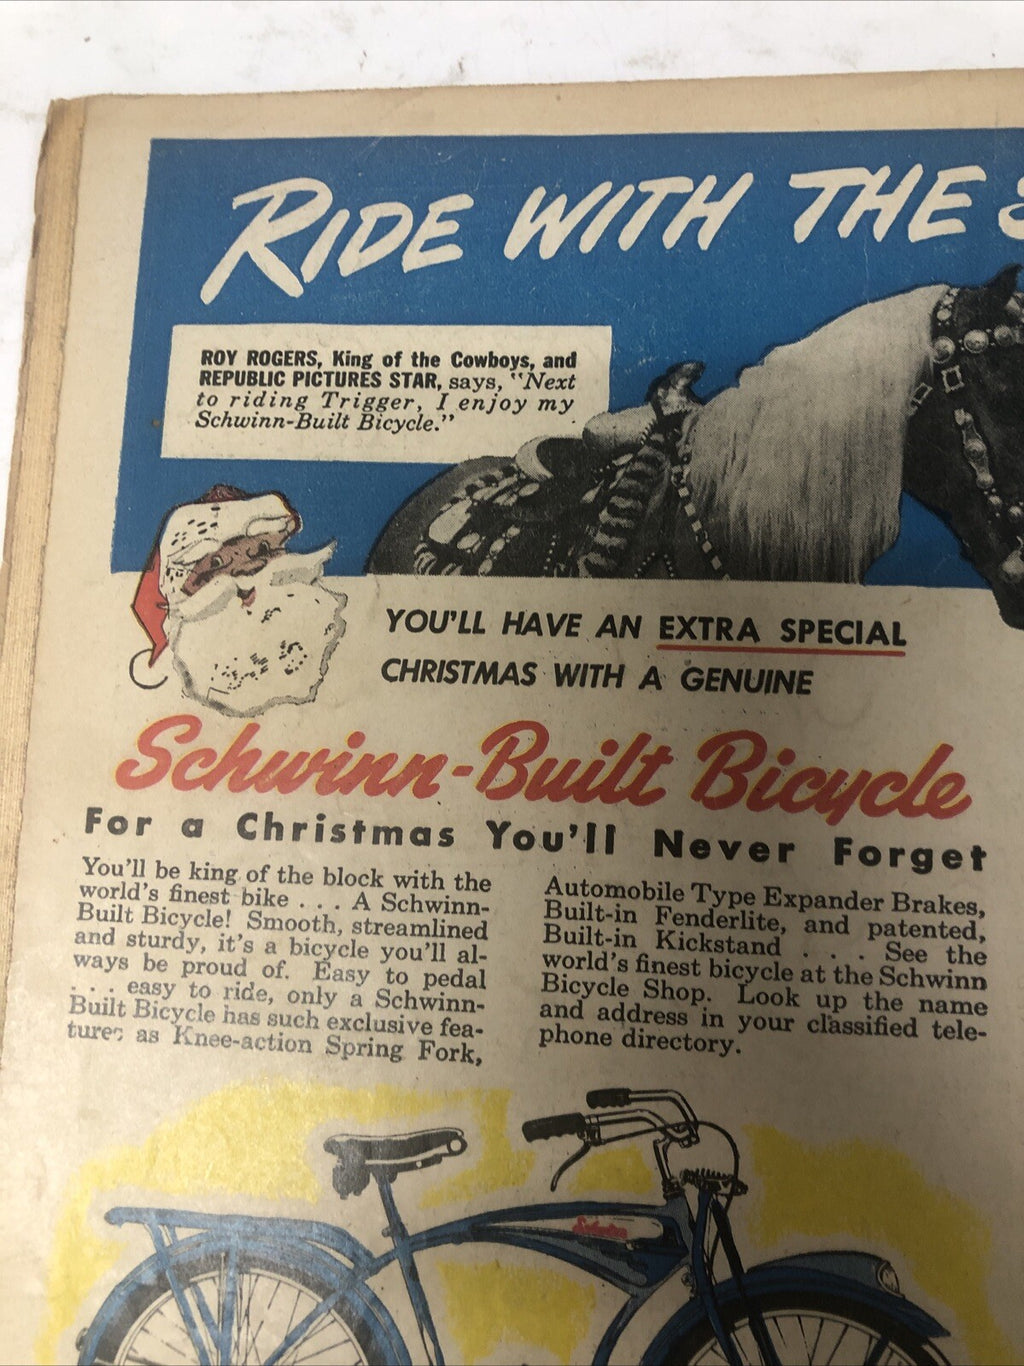 RIDE WITH THE
ROY ROGERS, King of the Cowboys, and
REPUBLIC PICTURES STAR, says, "Next
to riding Trigger, I enjoy my
Schwinn-Built Bicycle."
YOU'LL HAVE AN EXTRA SPECIAL
CHRISTMAS WITH A GENUINE
Schwinn-Built Bicycle
For a Christmas You'll Never Forget
You'll be king of the block with the
world's finest bike . . . A Schwinn-
Built Bicycle! Smooth, streamlined
and sturdy, it's a bicycle you'll al-
ways be proud of. Easy to pedal
. . . easy to ride, only a Schwinn-
Built Bicycle has such exclusive fea-
tures as Knee-action Spring Fork,
Automobile Type Expander Brakes,
Built-in Fenderlite, and patented,
Built-in Kickstand . . . See the
world's finest bicycle at the Schwinn
Bicycle Shop. Look up the name
and address in your classified tele-
phone directory.
Schwinn